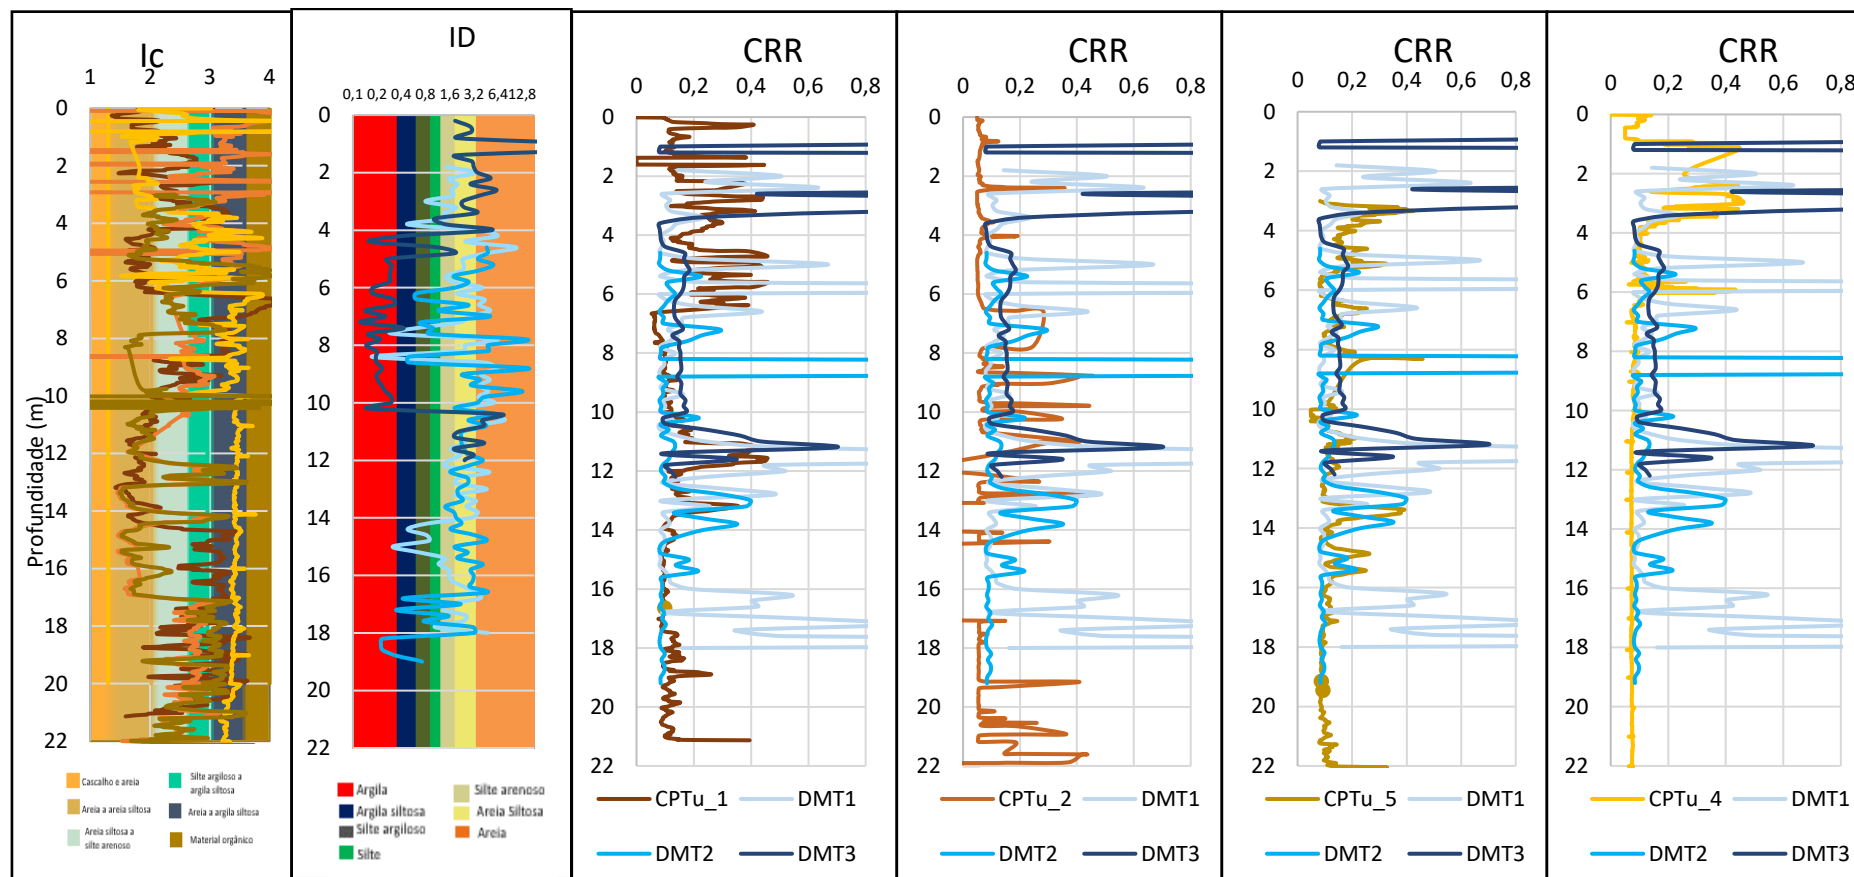 Ic
1 2 3 4
Profundidade (m)
0
2
4
6
8
10
12
14
16
18
20
22
Cascalho e areia
Silte argiloso a
argila siltosa
Areia a areia siltosa
Areia a argila siltosa
Areia siltosa a
silte arenoso
Material orgânico
ID
0,1 0,2 0,4 0,8 1,6 3,2 6,4 12,8
0
2
4
6
8
10
12
14
16
18
20
22
Argila
Silte arenoso
Argila siltosa
Areia Siltosa
Silte argiloso
Areia
Silte
CRR
0 0,2 0,4 0,6 0,8
0
2
4
6
8
10
12
14
16
18
20
22
CPTu_1 DMT1
DMT2 DMT3
CRR
0 0,2 0,4 0,6 0,8
0
2
4
6
8
10
12
14
16
18
20
22
CPTu_2 DMT1
DMT2 DMT3
CRR
0 0,2 0,4 0,6 0,8
0
2
4
6
8
10
12
14
16
18
20
22
CPTu_5 DMT1
DMT2 DMT3
CRR
0 0,2 0,4 0,6 0,8
0
2
4
6
8
10
12
14
16
18
20
22
CPTu_4 DMT1
DMT2 DMT3